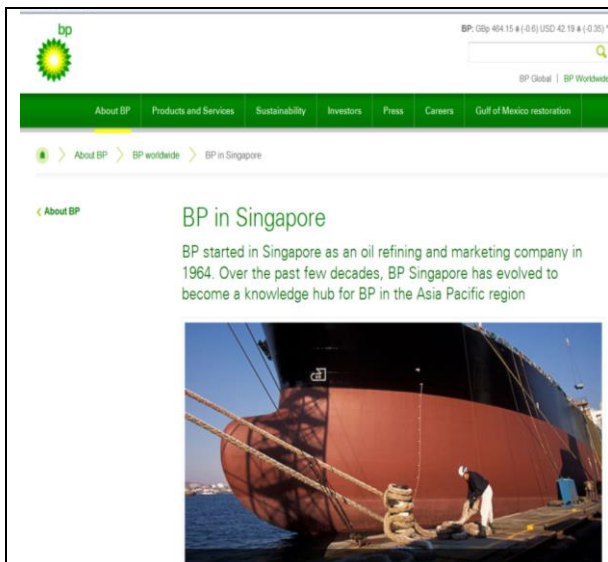 bp
BP: GBp 464.15 (-0.6) USD 42.19 (-0.35)
BP Global | BP Worldwide
About BP Products and Services Sustainability Investors Press Careers Gulf of Mexico restoration
About BP BP worldwide BP in Singapore
About BP
BP in Singapore
BP started in Singapore as an oil refining and marketing company in
1964. Over the past few decades, BP Singapore has evolved to
become a knowledge hub for BP in the Asia Pacific region